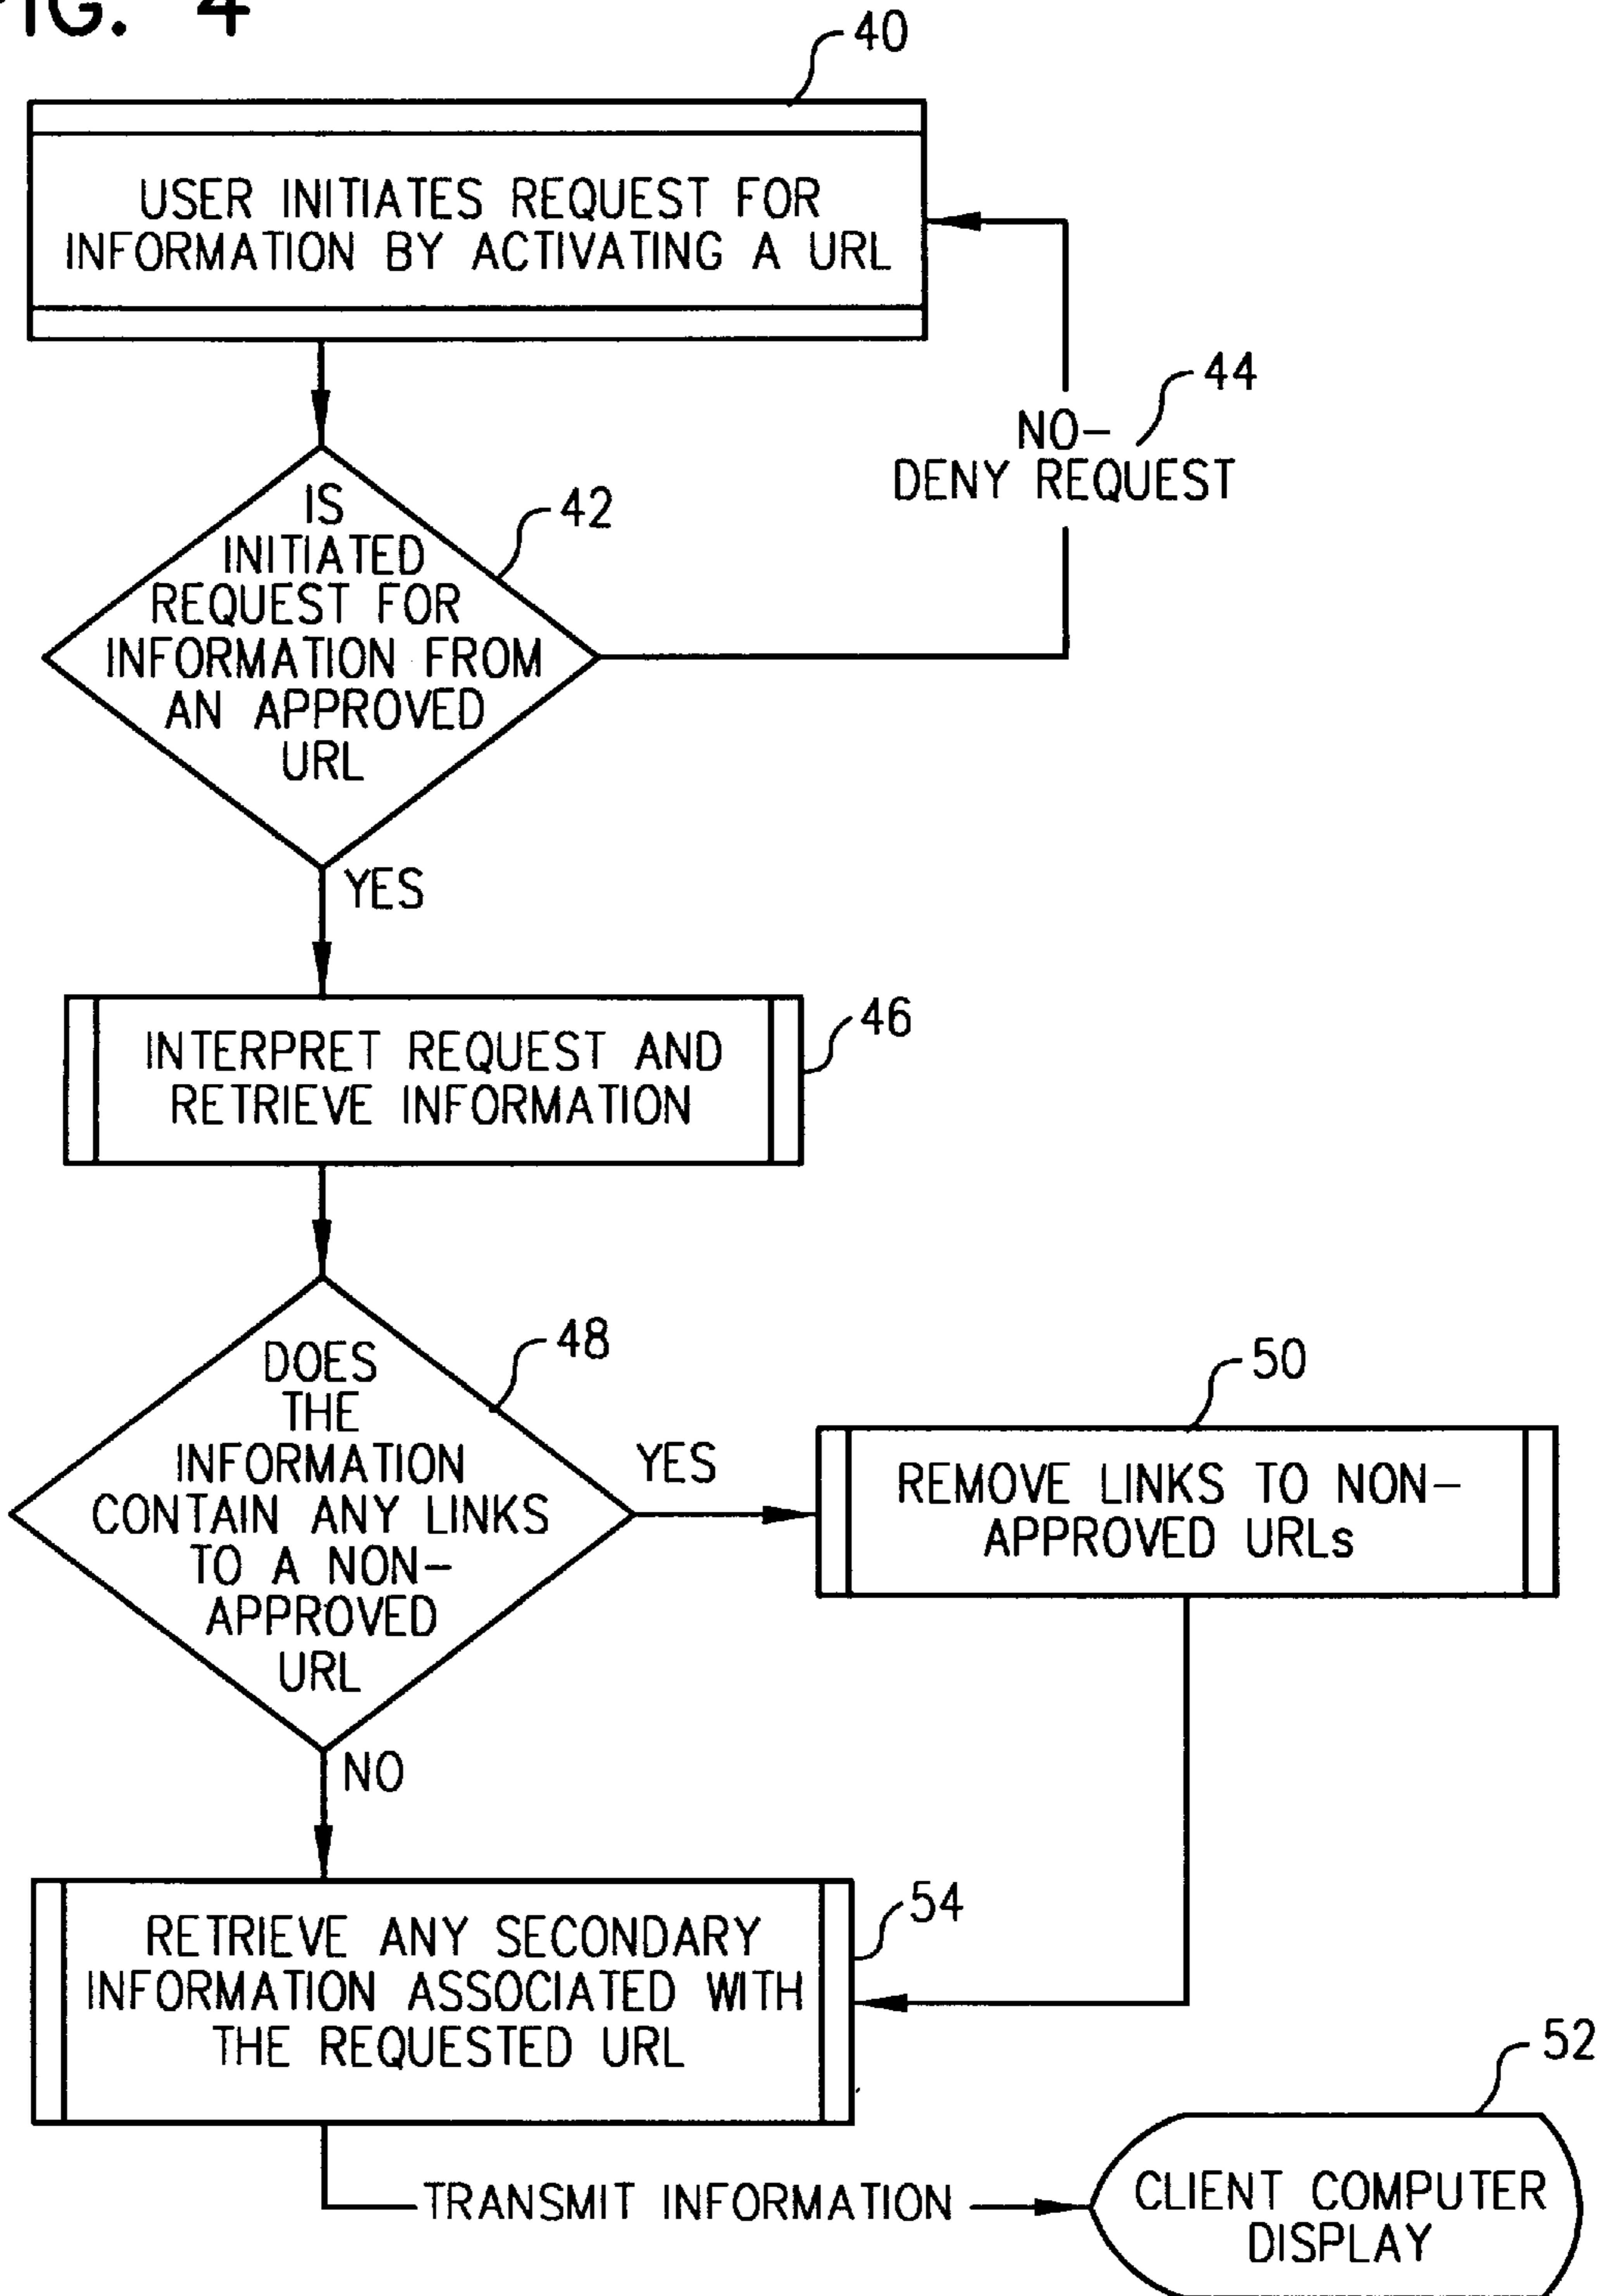 FIG. 4
40
USER INITIATES REQUEST FOR
INFORMATION BY ACTIVATING A URL
44
NO-
DENY REQUEST
42
IS
INITIATED
REQUEST FOR
INFORMATION FROM
AN APPROVED
URL
YES
46
INTERPRET REQUEST AND
RETRIEVE INFORMATION
48
DOES
THE
INFORMATION
CONTAIN ANY LINKS
TO A NON-
APPROVED
URL
YES
50
REMOVE LINKS TO NON-
APPROVED URLs
NO
54
RETRIEVE ANY SECONDARY
INFORMATION ASSOCIATED WITH
THE REQUESTED URL
52
TRANSMIT INFORMATION
CLIENT COMPUTER
DISPLAY